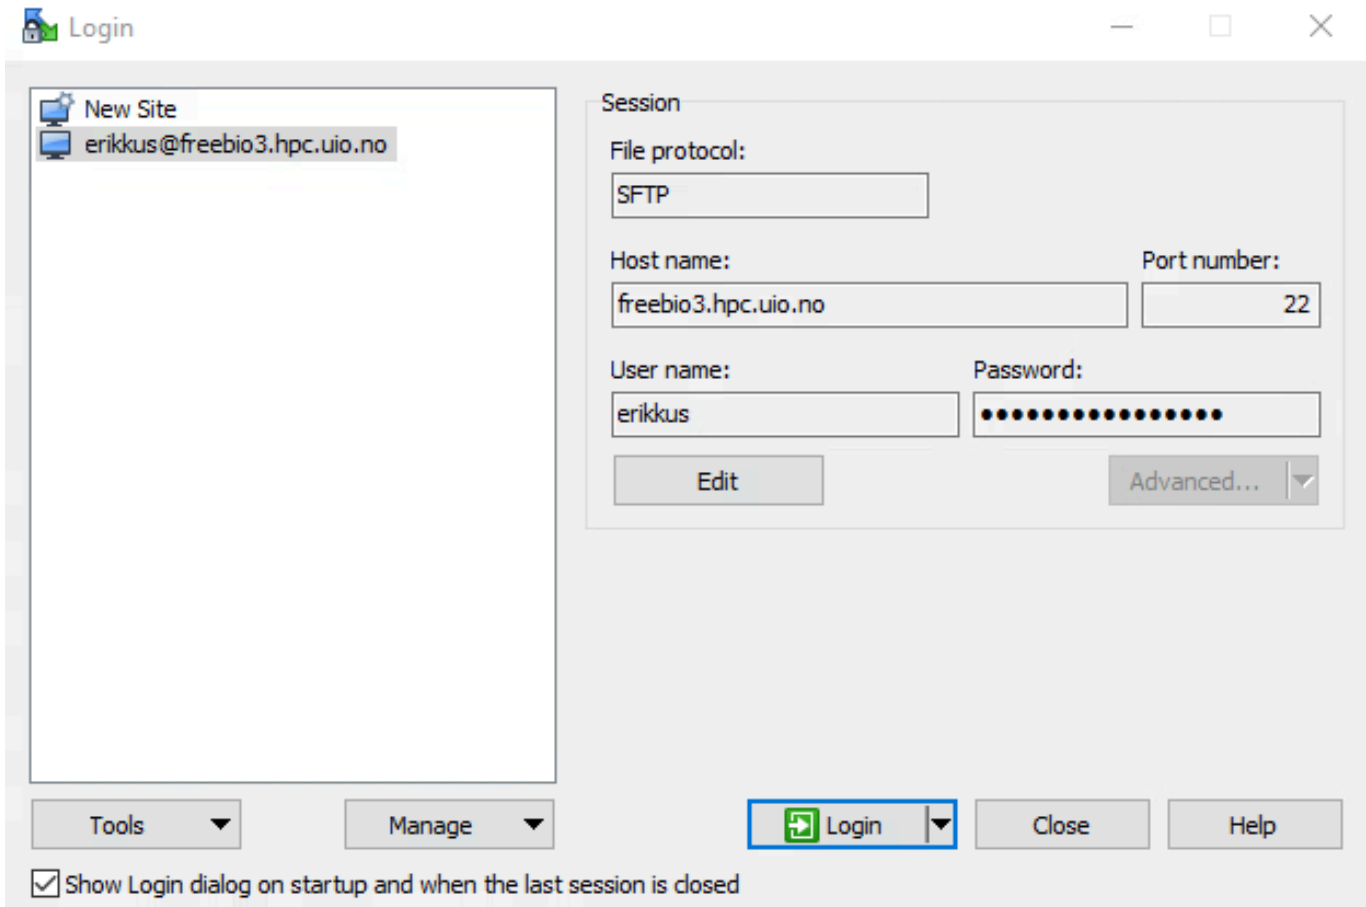 Login
New Site
erikkus@freebio3.hpc.uio.no
Session
File protocol:
SFTP
Host name: Port number:
freebio3.hpc.uio.no 22
User name: Password:
erikkus ●●●●●●●●●●●●●●●●
Edit Advanced...
Tools Manage Login Close Help
Show Login dialog on startup and when the last session is closed